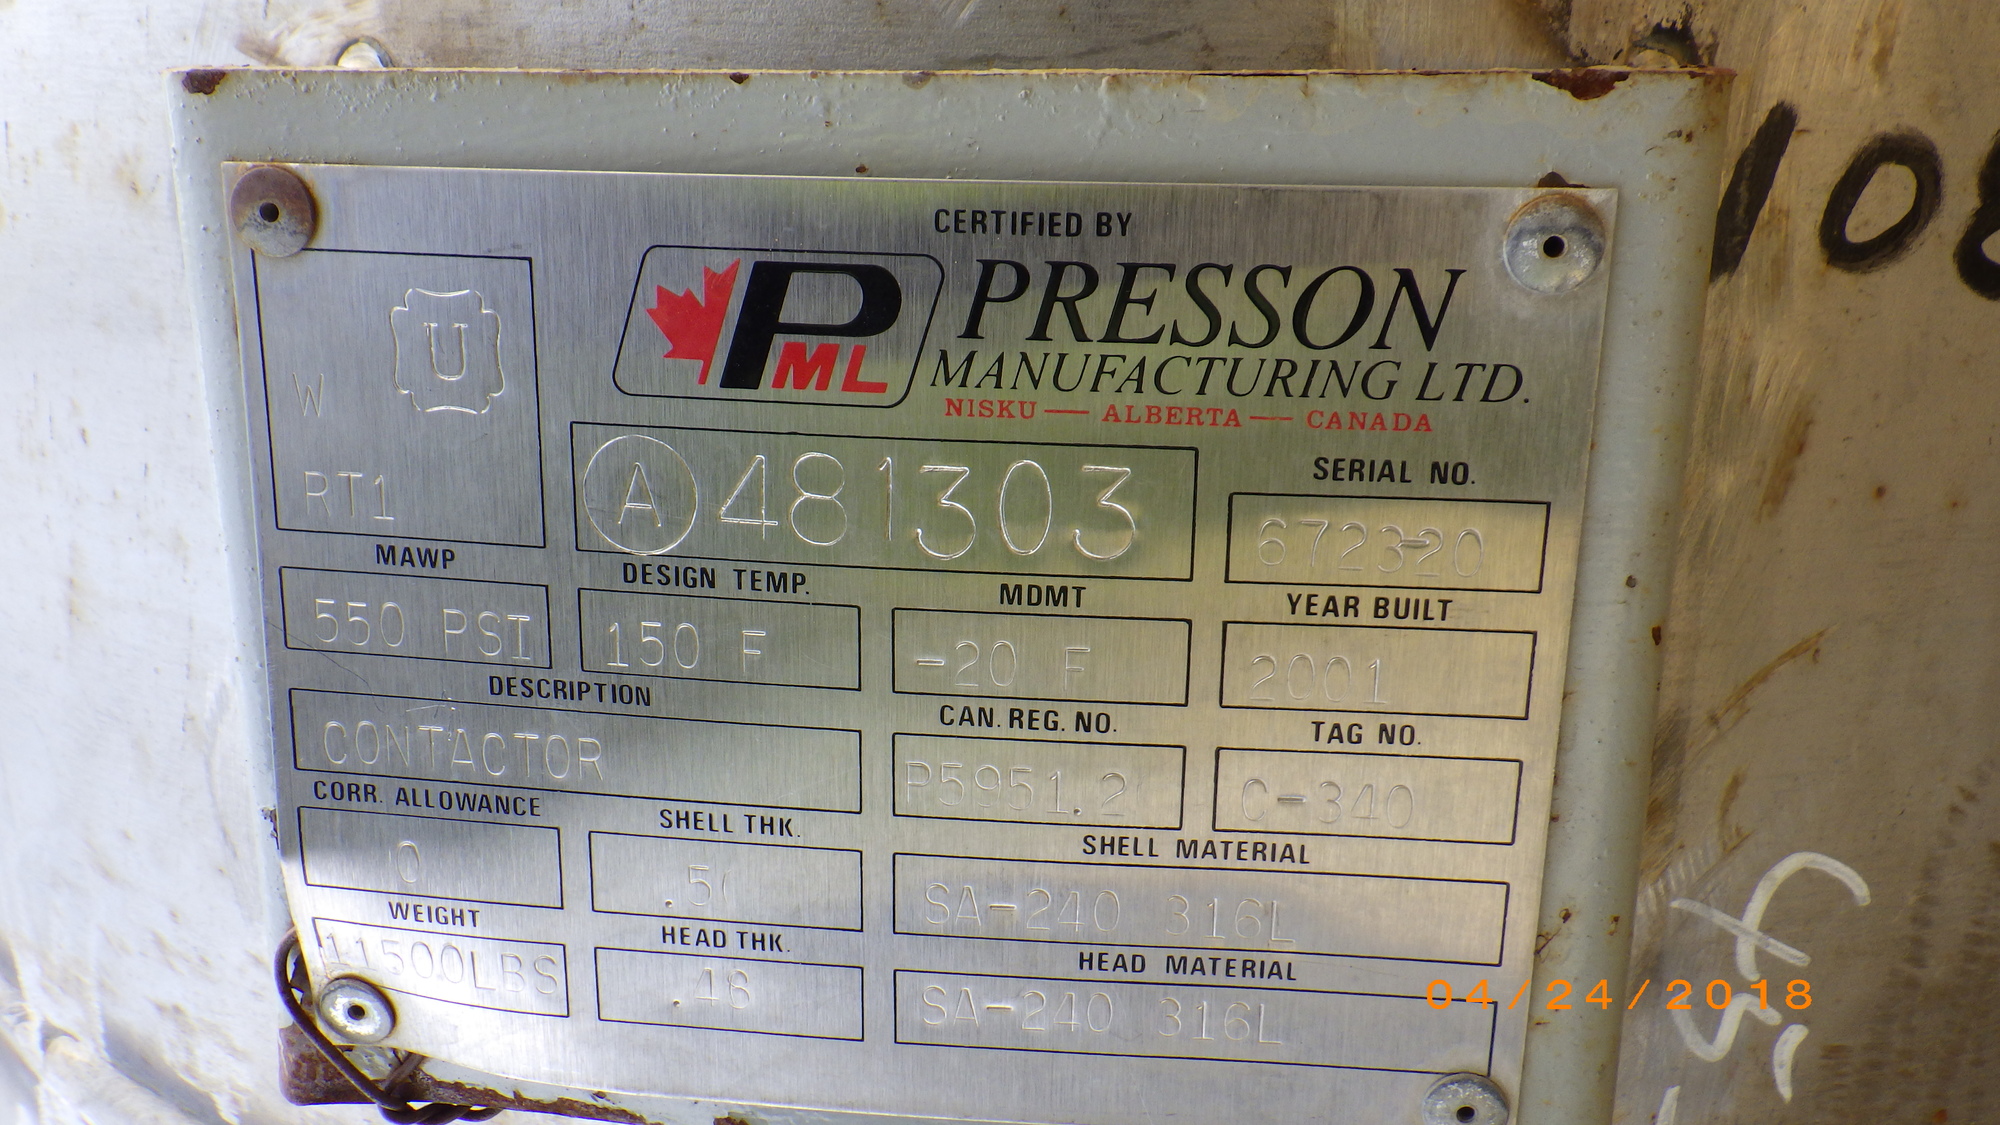 CERTIFIED BY
PML PRESSON
MANUFACTURING LTD.
NISKU — ALBERTA — CANADA
U
W
RT1
A 481303
SERIAL NO.
672320
MAWP
550 PSI
DESIGN TEMP.
150 F
MDMT
-20 F
YEAR BUILT
2001
DESCRIPTION
CONTACTOR
CAN. REG. NO.
P5951.2
TAG NO.
C-340
CORR. ALLOWANCE
0
SHELL THK.
SHELL MATERIAL
SA-240 316L
WEIGHT
11500LBS
HEAD THK.
.48
HEAD MATERIAL
SA-240 316L
04/24/2018